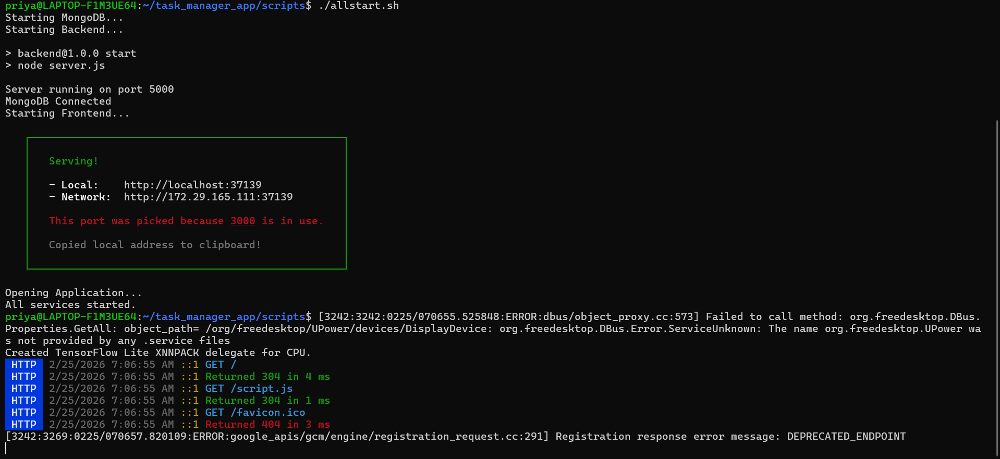 priya@LAPTOP-F1M3UE64:~/task_manager_app/scripts$ ./allstart.sh
Starting MongoDB...
Starting Backend...
> backend@1.0.0 start
> node server.js
Server running on port 5000
MongoDB Connected
Starting Frontend...
Serving!
- Local:    http://localhost:37139
- Network:  http://172.29.165.111:37139
This port was picked because 3000 is in use.
Copied local address to clipboard!
Opening Application...
All services started.
priya@LAPTOP-F1M3UE64:~/task_manager_app/scripts$ [3242:3242:0225/070655.525848:ERROR:dbus/object_proxy.cc:573] Failed to call method: org.freedesktop.DBus.
Properties.GetAll: object_path= /org/freedesktop/UPower/devices/DisplayDevice: org.freedesktop.DBus.Error.ServiceUnknown: The name org.freedesktop.UPower wa
s not provided by any .service files
Created TensorFlow Lite XNNPACK delegate for CPU.
HTTP 2/25/2026 7:06:55 AM ::1 GET /
HTTP 2/25/2026 7:06:55 AM ::1 Returned 304 in 4 ms
HTTP 2/25/2026 7:06:55 AM ::1 GET /script.js
HTTP 2/25/2026 7:06:55 AM ::1 Returned 304 in 1 ms
HTTP 2/25/2026 7:06:55 AM ::1 GET /favicon.ico
HTTP 2/25/2026 7:06:55 AM ::1 Returned 404 in 3 ms
[3242:3269:0225/070657.820109:ERROR:google_apis/gcm/engine/registration_request.cc:291] Registration response error message: DEPRECATED_ENDPOINT